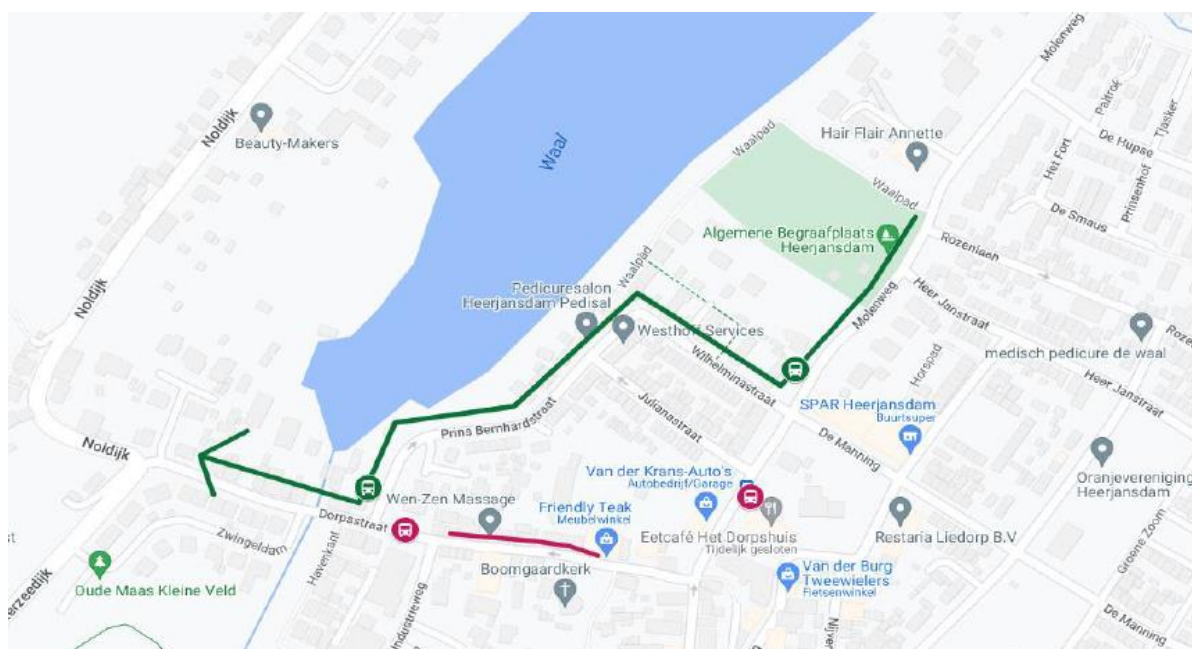 Molenweg
Paltrok
Tjasker
Noldijk
Beauty-Makers
Waal
Waalpad
Hair Flair Annette
De Hupse
Het Fort
Prinsenhof
Waalpad
De Smaus
Algemene Begraafplaats
Heerjansdam
Rozenlaan
Waalpad
Noldijk
Pedicuresalon
Heerjansdam Pedisal
Westhoff Services
Molenweg
Heer Janstraat
Wilhelminastraat
Horspad
medisch pedicure de waal
Heer Janstraat
Julianastraat
SPAR Heerjansdam
Buurtsuper
Prins Bernhardstraat
De Manning
Noldijk
Van der Krans-Auto's
Autobedrijf/Garage
Oranjevereniging
Heerjansdam
Wen-Zen Massage
Friendly Teak
Meubelwinkel
Dorpsstraat
Eetcafé Het Dorpshuis
Tijdelijk gesloten
Restaria Liedorp B.V
Zwingeldam
Havenkant
Groene Zoom
Boomgaardkerk
Van der Burg
Tweewielers
Fietsenwinkel
Oude Maas Kleine Veld
Industrieweg
De Manning